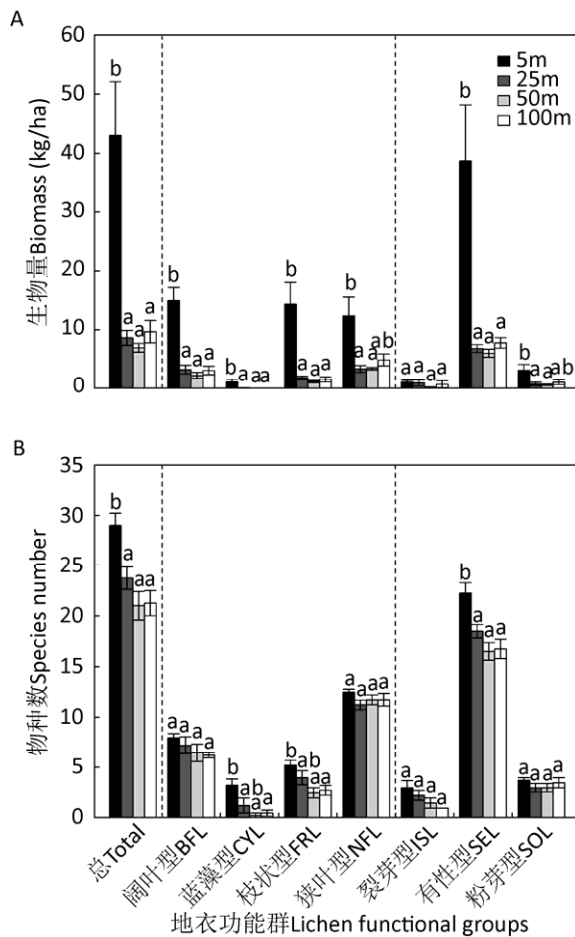 A
生物量Biomass (kg/ha)
60
50
40
30
20
10
0
5m
25m
50m
100m
b
a
a
a
b
a
a
a
b
a
aa
b
a
a
a
b
a
a
ab
a
a
a
a
b
a
a
a
b
a
a
ab
B
物种数Species number
35
30
25
20
15
10
5
0
b
a
aa
a
a
a
a
b
ab
a
a
b
ab
a
a
a
a
a
a
a
a
a
a
b
a
a
a
a
a
a
a
总Total
阔叶型BFL
蓝藻型CYL
枝状型FRL
狭叶型NFL
裂芽型ISL
有性型SEL
粉芽型SOL
地衣功能群Lichen functional groups